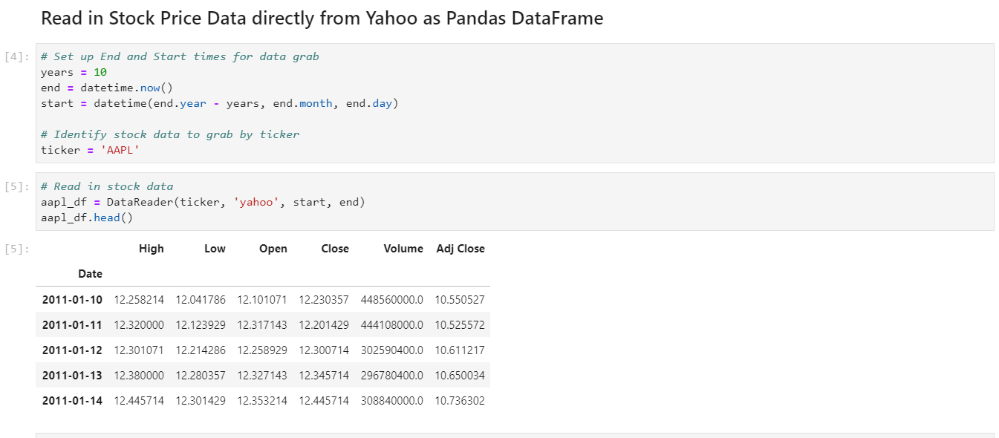 Read in Stock Price Data directly from Yahoo as Pandas DataFrame
[4]: # Set up End and Start times for data grab
years = 10
end = datetime.now()
start = datetime(end.year - years, end.month, end.day)
# Identify stock data to grab by ticker
ticker = 'AAPL'
[5]: # Read in stock data
aapl_df = DataReader(ticker, 'yahoo', start, end)
aapl_df.head()
[5]: High Low Open Close Volume Adj Close
Date
2011-01-10 12.258214 12.041786 12.101071 12.230357 448560000.0 10.550527
2011-01-11 12.320000 12.123929 12.317143 12.201429 444108000.0 10.525572
2011-01-12 12.301071 12.214286 12.258929 12.300714 302590400.0 10.611217
2011-01-13 12.380000 12.280357 12.327143 12.345714 296780400.0 10.650034
2011-01-14 12.445714 12.301429 12.353214 12.445714 308840000.0 10.736302